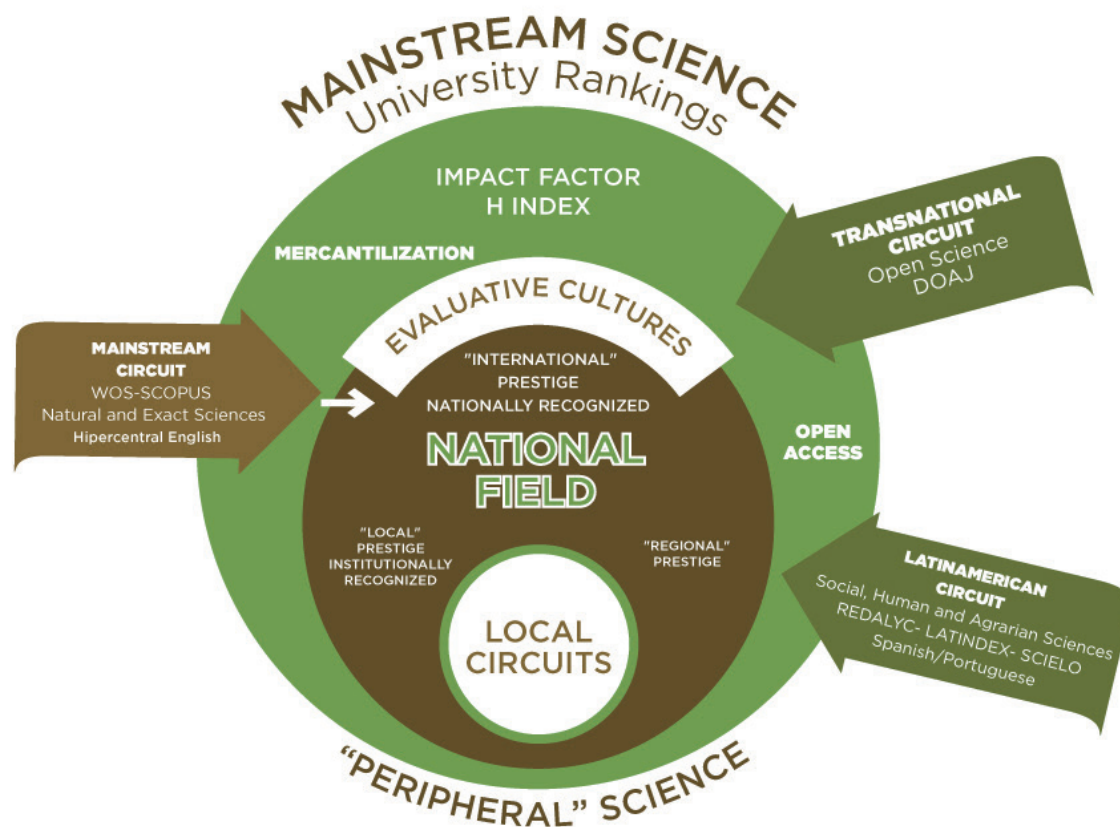 MAINSTREAM SCIENCE
University Rankings
IMPACT FACTOR
H INDEX
MERCANTILIZATION
TRANSNATIONAL
CIRCUIT
Open Science
DOAJ
EVALUATIVE CULTURES
MAINSTREAM
CIRCUIT
WOS-SCOPUS
Natural and Exact Sciences
Hipercentral English
"INTERNATIONAL"
PRESTIGE
NATIONALLY RECOGNIZED
OPEN
ACCESS
NATIONAL
FIELD
"LOCAL"
PRESTIGE
INSTITUTIONALLY
RECOGNIZED
"REGIONAL"
PRESTIGE
LATINAMERICAN
CIRCUIT
Social, Human and Agrarian Sciences
REDALYC- LATINDEX- SCIELO
Spanish/Portuguese
LOCAL
CIRCUITS
“PERIPHERAL” SCIENCE